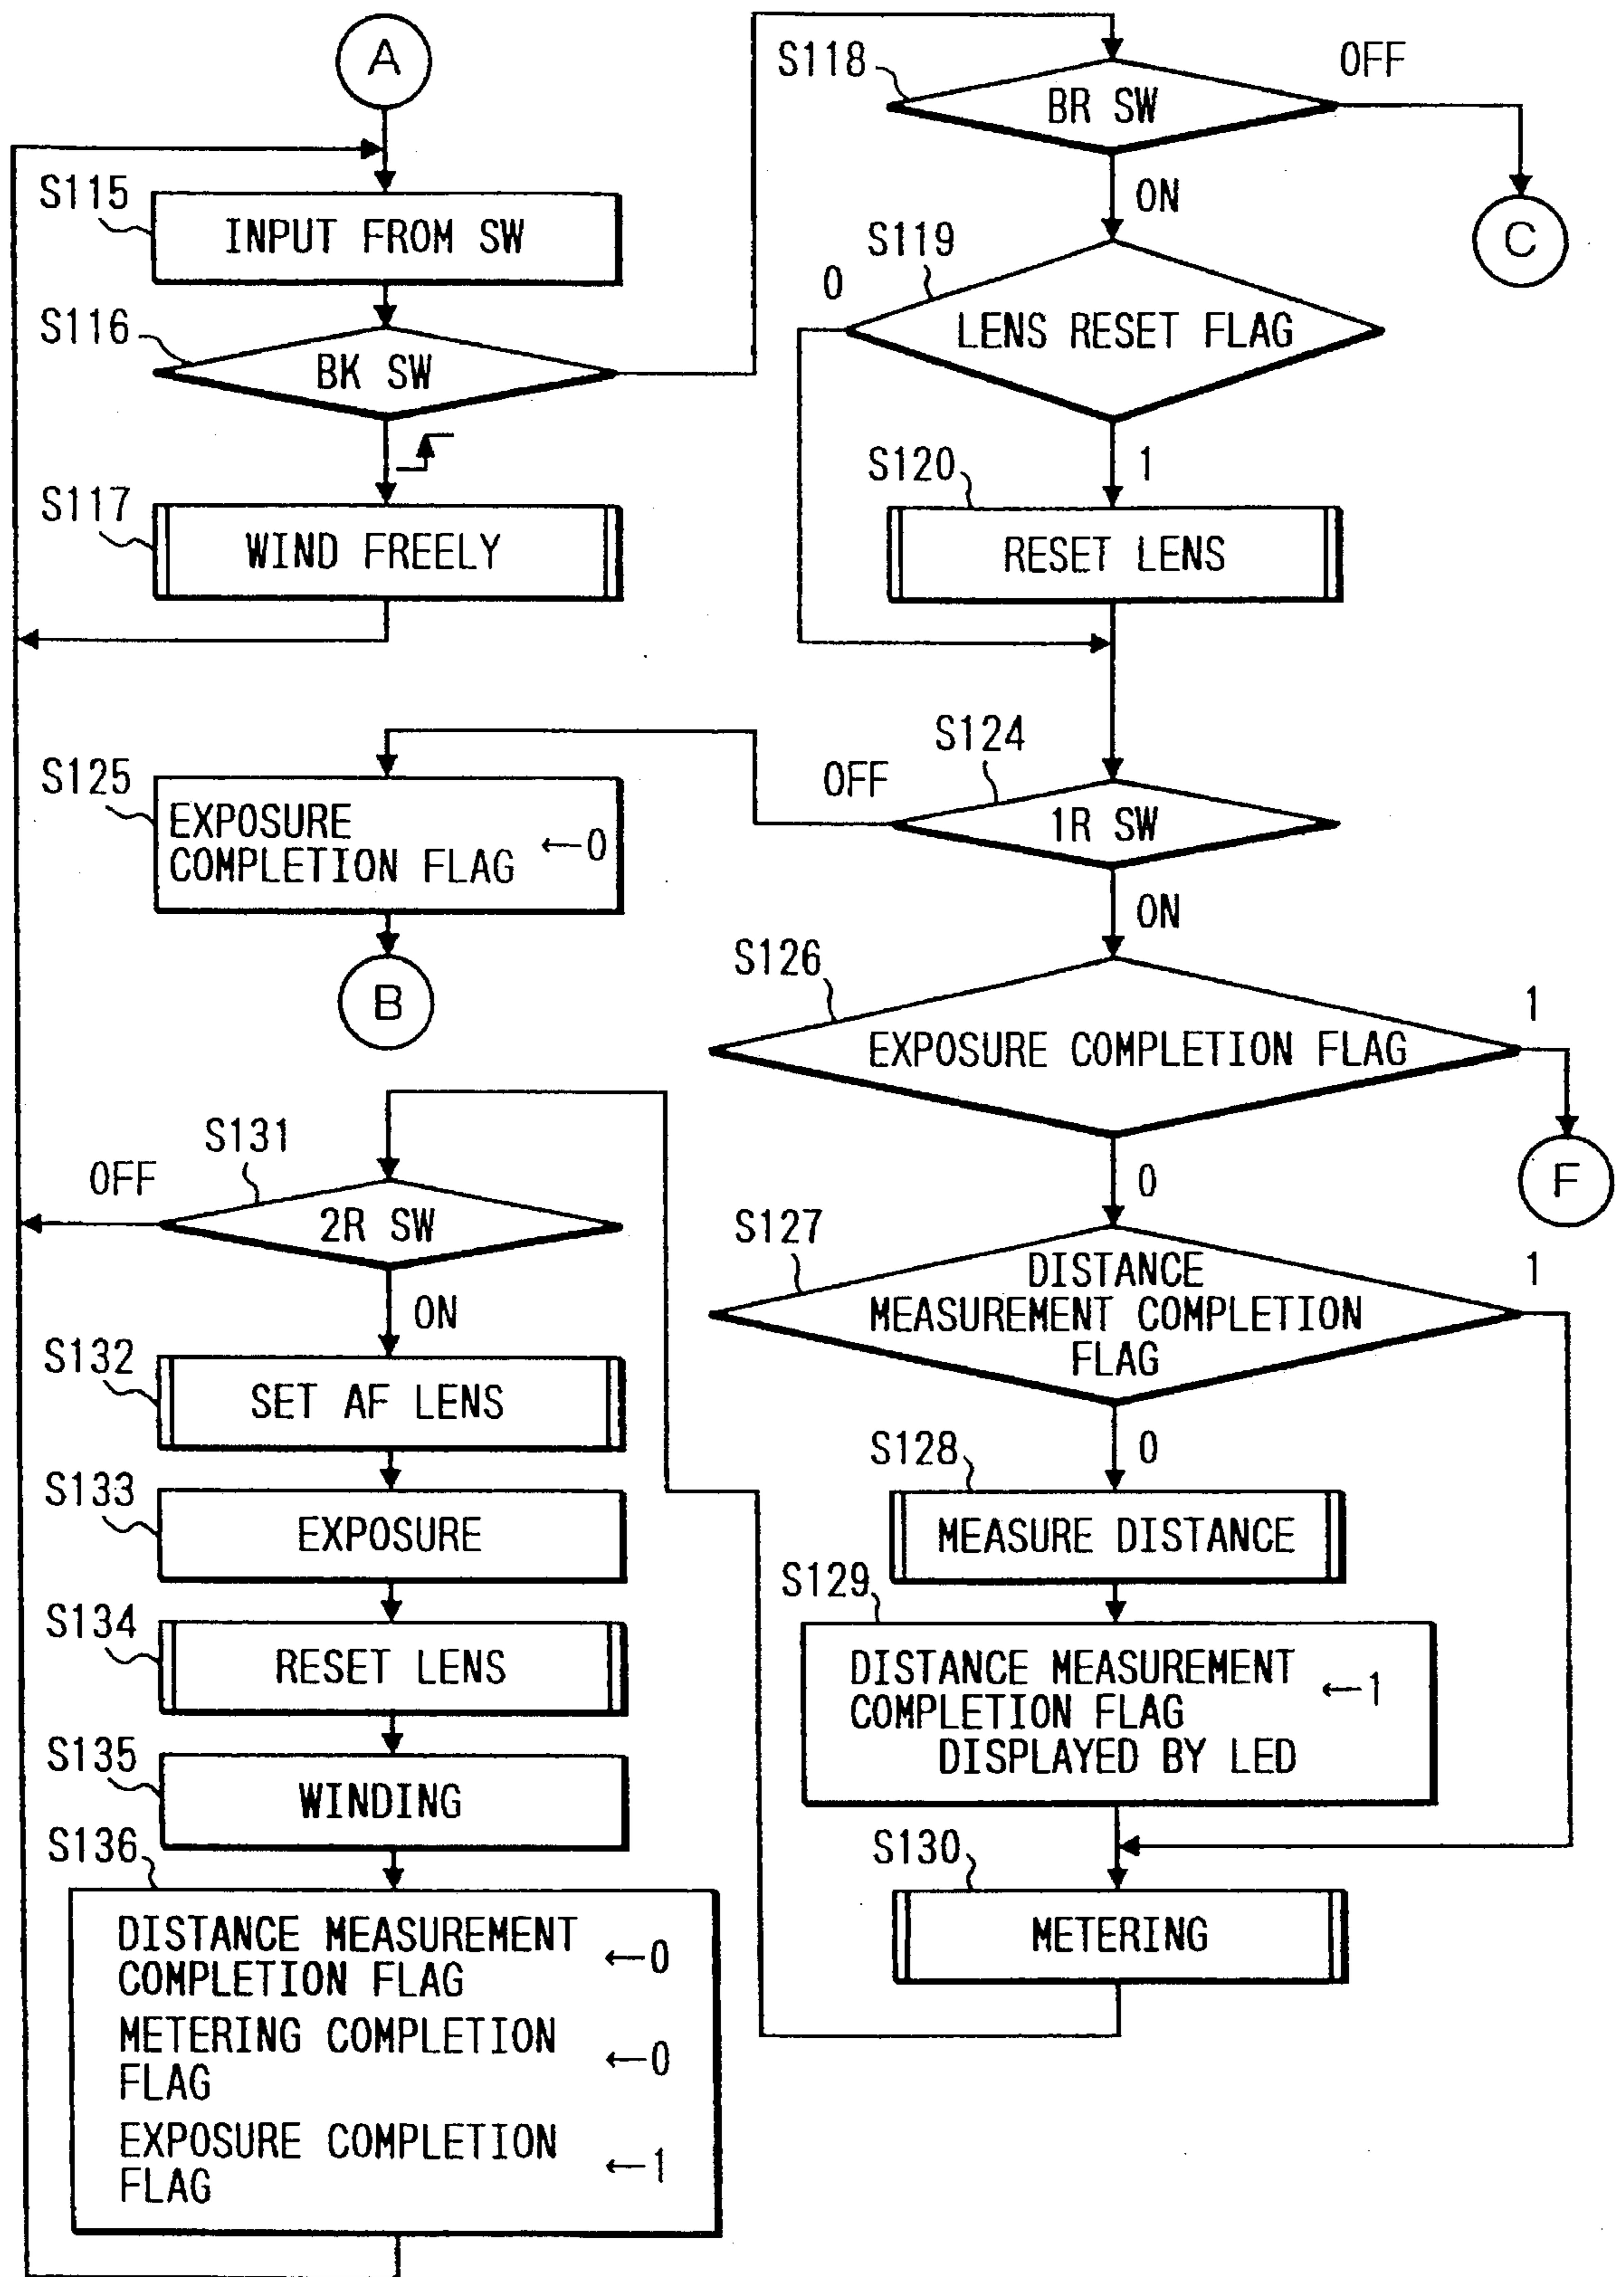 A
S115
INPUT FROM SW
S116
BK SW
S117
WIND FREELY
S118
BR SW
OFF
C
ON
S119
0
LENS RESET FLAG
1
S120
RESET LENS
S124
OFF
1R SW
ON
S125
EXPOSURE
COMPLETION FLAG ←0
B
S126
EXPOSURE COMPLETION FLAG
1
F
0
S127
DISTANCE
MEASUREMENT COMPLETION
FLAG
1
0
S128
MEASURE DISTANCE
S129
DISTANCE MEASUREMENT
COMPLETION FLAG ←1
DISPLAYED BY LED
S130
METERING
S131
OFF
2R SW
ON
S132
SET AF LENS
S133
EXPOSURE
S134
RESET LENS
S135
WINDING
S136
DISTANCE MEASUREMENT
COMPLETION FLAG ←0
METERING COMPLETION
FLAG ←0
EXPOSURE COMPLETION
FLAG ←1